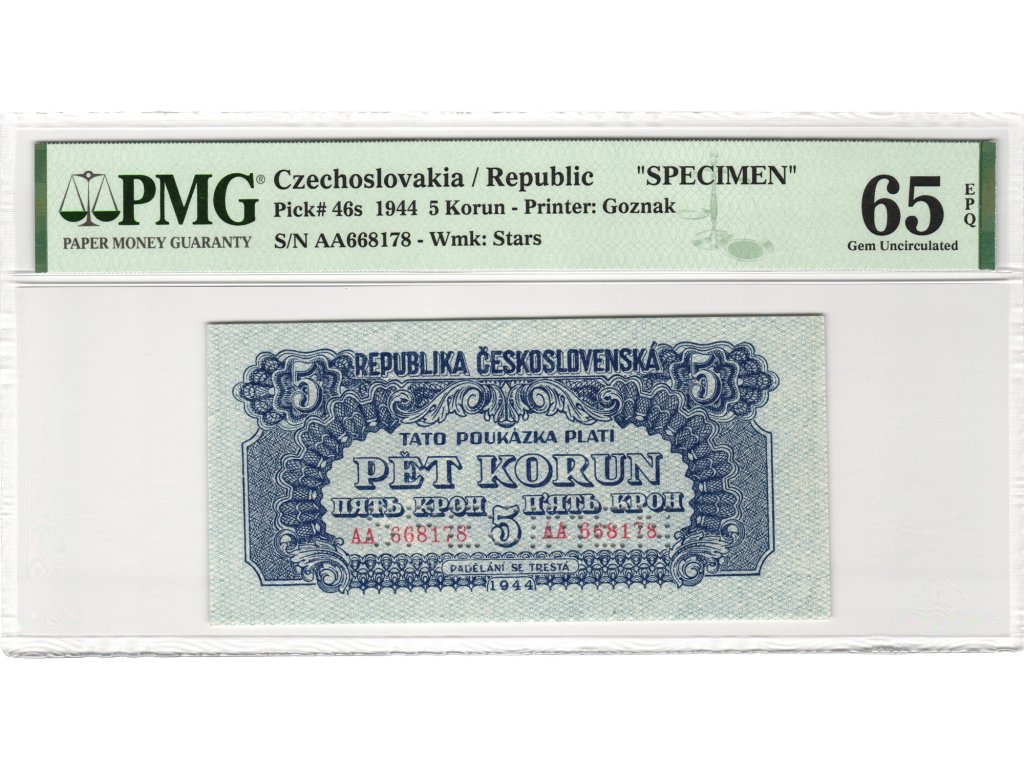 PMG®
PAPER MONEY GUARANTY
Czechoslovakia / Republic "SPECIMEN"
Pick# 46s 1944 5 Korun - Printer: Goznak
S/N AA668178 - Wmk: Stars
65
EPQ
Gem Uncirculated
5 REPUBLIKA ČESKOSLOVENSKÁ 5
TATO POUKÁZKA PLATI
PĚT KORUN
ПЯТЬ КРОН П'ЯТЬ КРОН
AA 668178 5 AA 668178
PADĚLÁNÍ SE TRESTÁ
1944